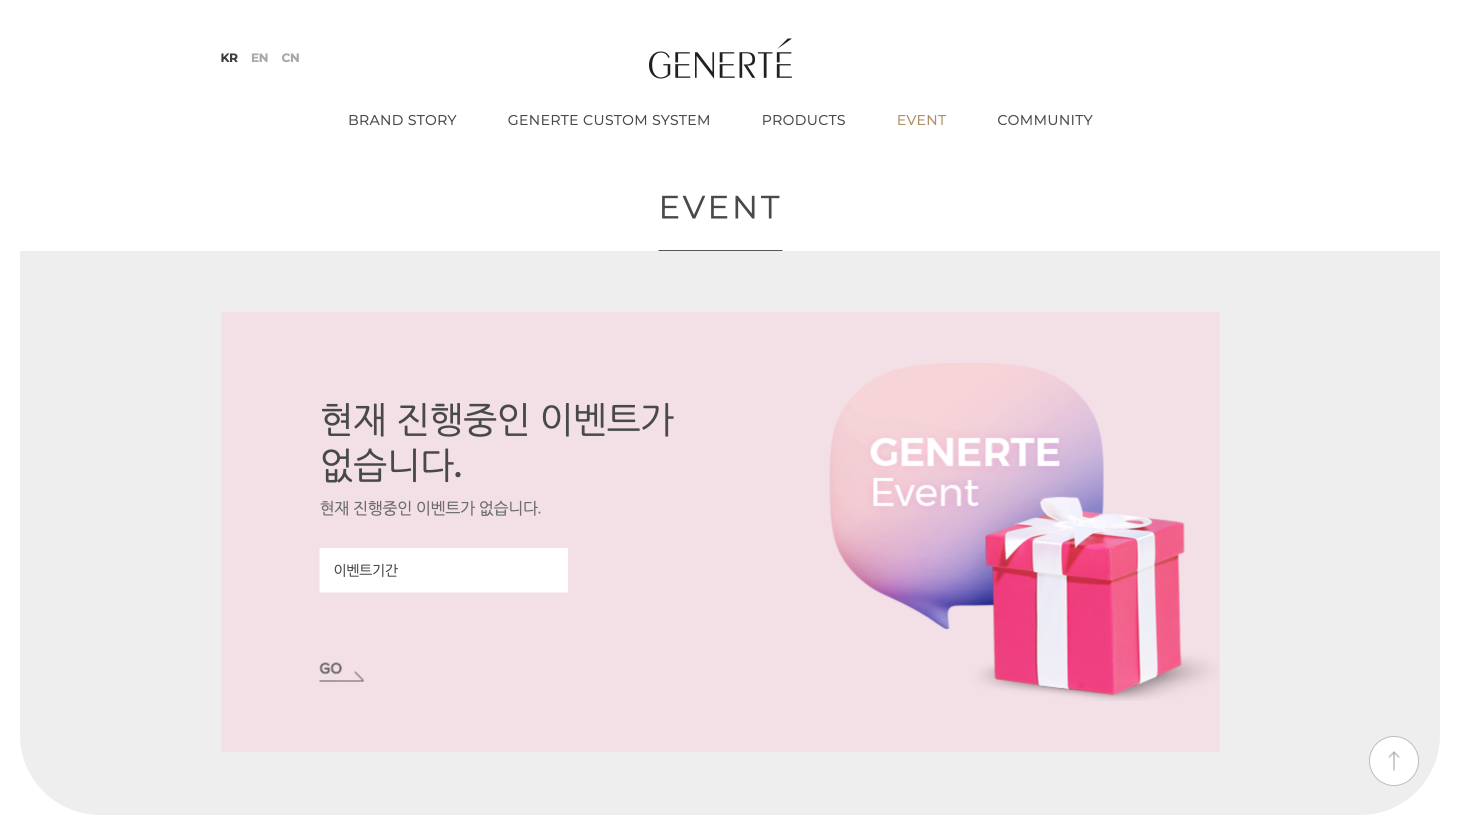 KR EN CN
GENERTÉ
BRAND STORY GENERTE CUSTOM SYSTEM PRODUCTS EVENT COMMUNITY
EVENT
현재 진행중인 이벤트가
없습니다.
현재 진행중인 이벤트가 없습니다.
이벤트기간
GO
GENERTE
Event